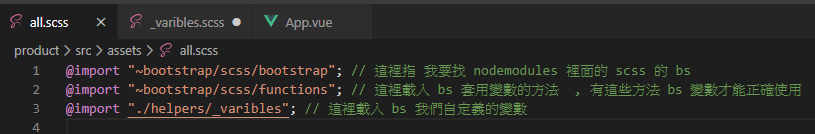 all.scss × _varibles.scss ● App.vue
product > src > assets > all.scss
1 @import "~bootstrap/scss/bootstrap"; // 這裡指 我要找 nodemodules 裡面的 scss 的 bs
2 @import "~bootstrap/scss/functions"; // 這裡載入 bs 套用變數的方法 , 有這些方法 bs 變數才能正確使用
3 @import "./helpers/_varibles"; // 這裡載入 bs 我們自定義的變數
4